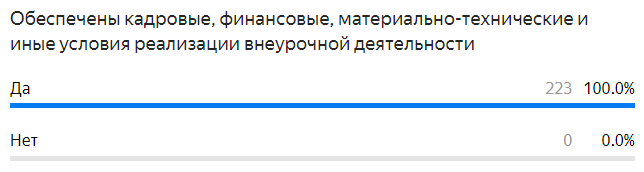 Обеспечены кадровые, финансовые, материально-технические и
иные условия реализации внеурочной деятельности
Да 223 100.0%
Нет 0 0.0%